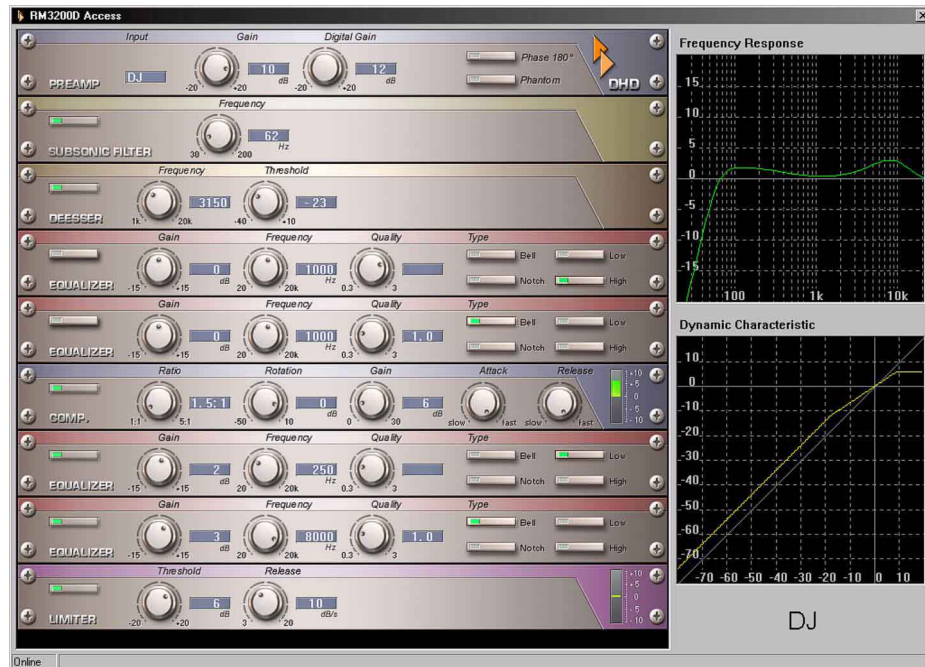 RM3200D Access
Input Gain Digital Gain
PREAMP DJ -20 +20 10 dB -20 +20 12 dB Phase 180° Phantom DHD
Frequency
SUBSONIC FILTER 30 200 62 Hz
Frequency Threshold
DEESSER 1k 20k 3150 -40 +10 -23
Gain Frequency Quality Type
EQUALIZER -15 +15 0 dB 20 20k 1000 Hz 0.3 3 Bell Low Notch High
Gain Frequency Quality Type
EQUALIZER -15 +15 0 dB 20 20k 1000 Hz 0.3 3 1.0 Bell Low Notch High
Ratio Rotation Gain Attack Release
COMP. 1:1 5:1 1.5:1 -50 10 0 dB 0 30 6 dB slow fast slow fast +10 +5 0 -5 -10
Gain Frequency Quality Type
EQUALIZER -15 +15 2 dB 20 20k 250 Hz 0.3 3 Bell Low Notch High
Gain Frequency Quality Type
EQUALIZER -15 +15 3 dB 20 20k 8000 Hz 0.3 3 1.0 Bell Low Notch High
Threshold Release
LIMITER -20 +20 6 dB 3 20 10 dB/s +10 +5 0 -5 -10
Frequency Response
15
10
5
0
-5
-10
-15
100 1k 10k
Dynamic Characteristic
10
0
-10
-20
-30
-40
-50
-60
-70
-70 -60 -50 -40 -30 -20 -10 0 10
DJ
Online